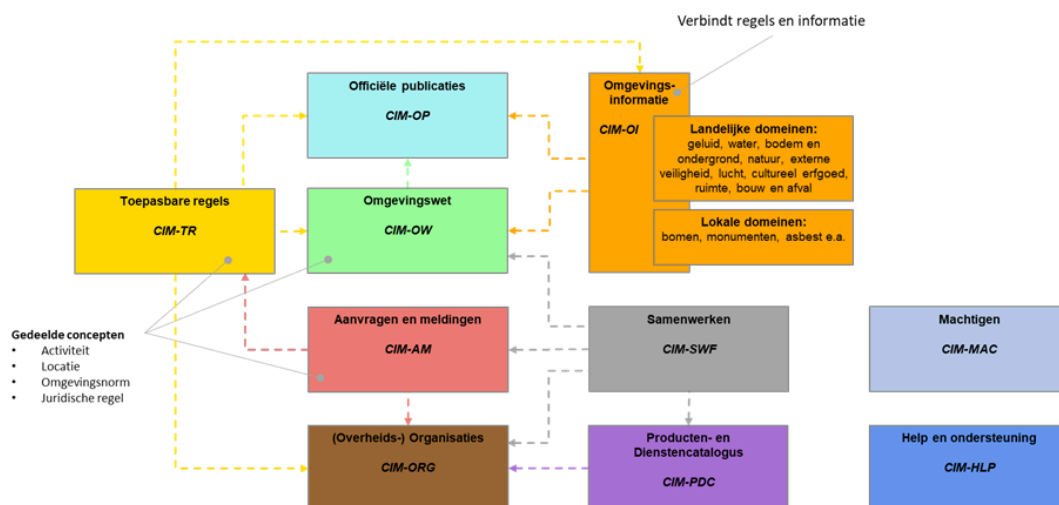 Verbindt regels en informatie
Officiële publicaties
CIM-OP
Omgevings-
informatie
CIM-OI
Landelijke domeinen:
geluid, water, bodem en
ondergrond, natuur, externe
veiligheid, lucht, cultureel erfgoed,
ruimte, bouw en afval
Lokale domeinen:
bomen, monumenten, asbest e.a.
Toepasbare regels
CIM-TR
Omgevingswet
CIM-OW
Gedeelde concepten
• Activiteit
• Locatie
• Omgevingsnorm
• Juridische regel
Aanvragen en meldingen
CIM-AM
Samenwerken
CIM-SWF
Machtigen
CIM-MAC
(Overheids-) Organisaties
CIM-ORG
Producten- en
Dienstencatalogus
CIM-PDC
Help en ondersteuning
CIM-HLP